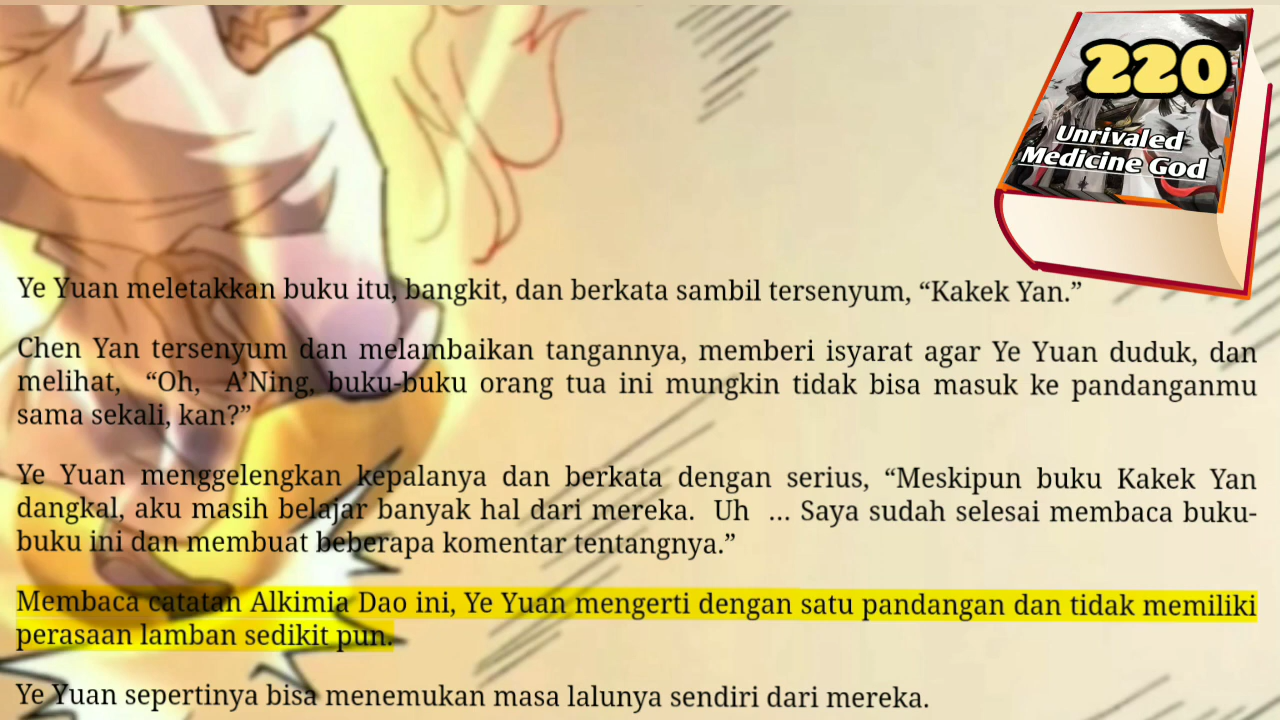 220
Unrivaled
Medicine God
Ye Yuan meletakkan buku itu, bangkit, dan berkata sambil tersenyum, “Kakek Yan.”
Chen Yan tersenyum dan melambaikan tangannya, memberi isyarat agar Ye Yuan duduk, dan
melihat, “Oh, A’Ning, buku-buku orang tua ini mungkin tidak bisa masuk ke pandanganmu
sama sekali, kan?”
Ye Yuan menggelengkan kepalanya dan berkata dengan serius, “Meskipun buku Kakek Yan
dangkal, aku masih belajar banyak hal dari mereka. Uh ... Saya sudah selesai membaca buku-
buku ini dan membuat beberapa komentar tentangnya.”
Membaca catatan Alkimia Dao ini, Ye Yuan mengerti dengan satu pandangan dan tidak memiliki
perasaan lamban sedikit pun.
Ye Yuan sepertinya bisa menemukan masa lalunya sendiri dari mereka.